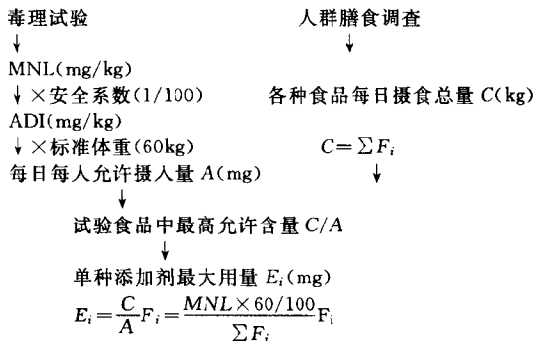 毒理试验 人群膳食调查
↓ ↓
MNL(mg/kg)
↓×安全系数(1/100) 各种食品每日摄食总量 C(kg)
ADI(mg/kg)
↓×标准体重(60kg) C=∑Fi
每日每人允许摄入量 A(mg) ↓
↓
试验食品中最高允许含量 C/A
↓
单种添加剂最大用量 Ei(mg)
Ei=C/A Fi=MNL×60/100/∑Fi Fi